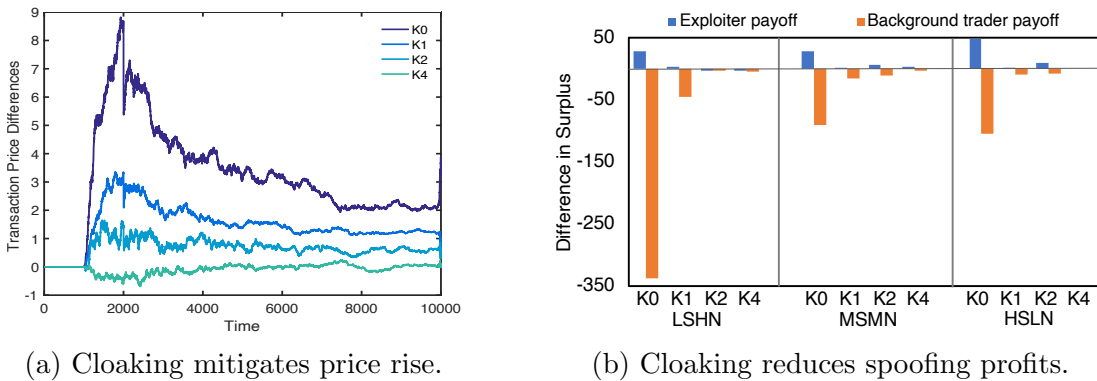 9
8
7
6
5
4
3
2
1
0
-1
Transaction Price Differences
0
2000
4000
6000
8000
10000
Time
K0
K1
K2
K4
(a) Cloaking mitigates price rise.
Exploiter payoff
Background trader payoff
50
-50
-150
-250
-350
Difference in Surplus
K0 K1 K2 K4 K0 K1 K2 K4 K0 K1 K2 K4
LSHN MSMN HSLN
(b) Cloaking reduces spoofing profits.